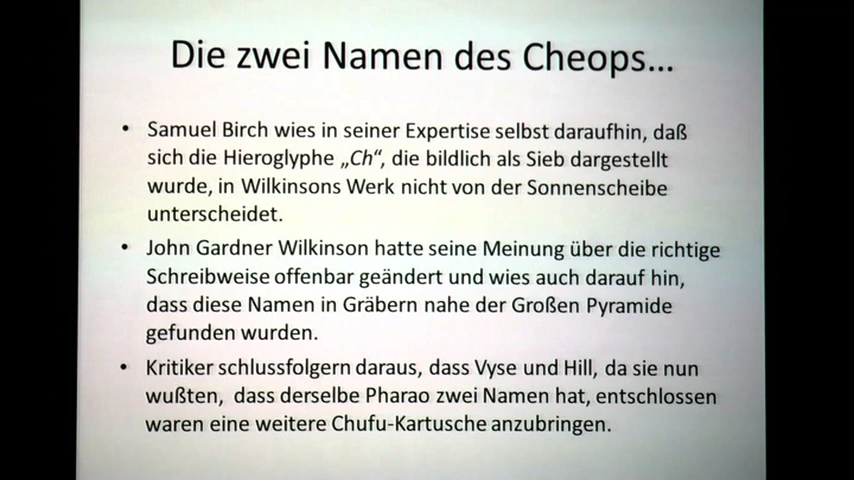 Die zwei Namen des Cheops...
• Samuel Birch wies in seiner Expertise selbst daraufhin, daß
sich die Hieroglyphe „Ch“, die bildlich als Sieb dargestellt
wurde, in Wilkinsons Werk nicht von der Sonnenscheibe
unterscheidet.
• John Gardner Wilkinson hatte seine Meinung über die richtige
Schreibweise offenbar geändert und wies auch darauf hin,
dass diese Namen in Gräbern nahe der Großen Pyramide
gefunden wurden.
• Kritiker schlussfolgern daraus, dass Vyse und Hill, da sie nun
wußten, dass derselbe Pharao zwei Namen hat, entschlossen
waren eine weitere Chufu-Kartusche anzubringen.